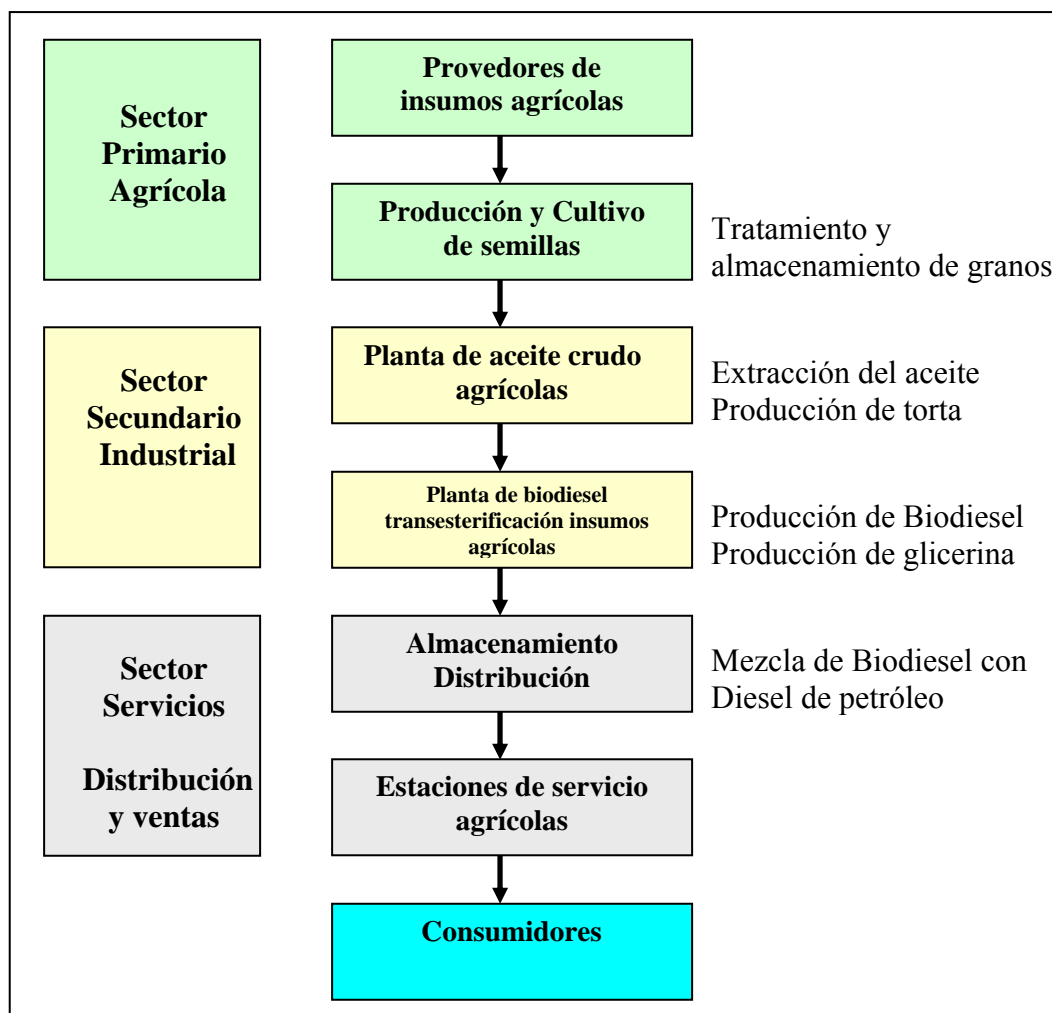 Sector
Primario
Agrícola
Provedores de
insumos agrícolas
Producción y Cultivo
de semillas
Tratamiento y
almacenamiento de granos
Sector
Secundario
Industrial
Planta de aceite crudo
agrícolas
Extracción del aceite
Producción de torta
Planta de biodiesel
transesterificación insumos
agrícolas
Producción de Biodiesel
Producción de glicerina
Sector
Servicios
Distribución
y ventas
Almacenamiento
Distribución
Mezcla de Biodiesel con
Diesel de petróleo
Estaciones de servicio
agrícolas
Consumidores